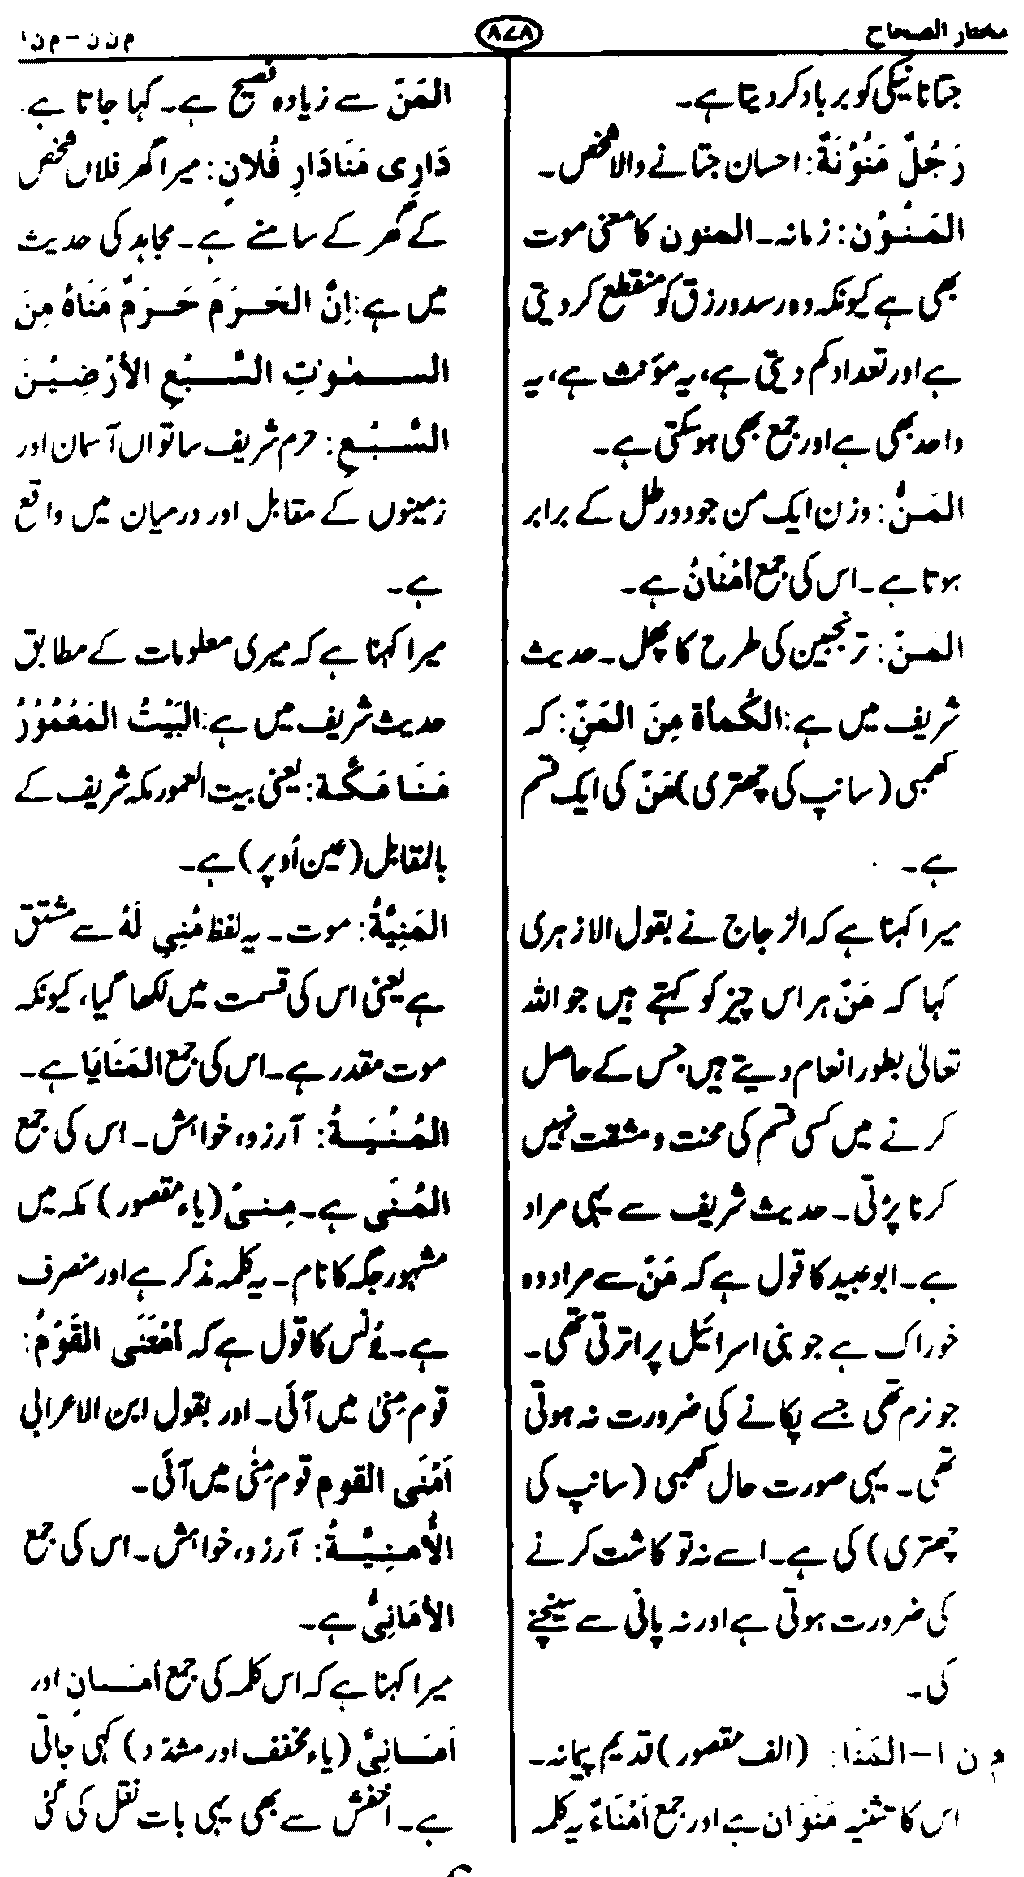 مختار الصحاح
۸۷۸
م ن ن - م ن ا
جتانا نیکی کو برباد کر دیتا ہے۔
رَجُلٌ مَنُوْنَةٌ: احسان جتانے والا شخص۔
المَنُوْن: زمانہ۔ المنون کا معنی موت
بھی ہے کیونکہ وہ رسد و رزق کو منقطع کر دیتی
ہے اور تعداد کم دیتی ہے، یہ مؤنث ہے، یہ
واحد بھی ہے اور جمع بھی ہو سکتی ہے۔
المَنُّ: وزن ایک من جو دو رطل کے برابر
ہوتا ہے۔ اس کی جمع أمْنَانُ ہے۔
المَنّ: ترنجبین کی طرح کا پھل۔ حدیث
شریف میں ہے: الكَمأة مِنَ المَنِّ: کہ
کھمبی (سانپ کی چھتری) مَنّ کی ایک قسم
ہے۔
میرا کہنا ہے کہ الزجاج نے بقول الازہری
کہا کہ مَنّ ہر اس چیز کو کہتے ہیں جو اللہ
تعالیٰ بطور انعام دیتے ہیں جس کے حاصل
کرنے میں کسی قسم کی محنت و مشقت نہیں
کرنا پڑتی۔ حدیث شریف سے یہی مراد
ہے۔ ابو عبید کا قول ہے کہ مَنّ سے مراد وہ
خوراک ہے جو بنی اسرائیل پر اترتی تھی۔
جو نرم تھی جسے پکانے کی ضرورت نہ ہوتی
تھی۔ یہی صورت حال کھمبی (سانپ کی
چھتری) کی ہے۔ اسے نہ تو کاشت کرنے
کی ضرورت ہوتی ہے اور نہ پانی سے سینچنے
کی۔
م ن ا - المَنَا: (الف مقصور) قدیم پیمانہ۔
اس کا تثنیہ مَنَوَان ہے اور جمع أمْنَاءٌ یہ کلمہ
المَنّ سے زیادہ فصیح ہے۔ کہا جاتا ہے
دَارِی مَنَا دَارِ فُلانٍ: میرا گھر فلاں شخص
کے گھر کے سامنے ہے۔ مجاہد کی حدیث
میں ہے: اِنَّ الحَرَمَ حَرَمٌ مَنَاهُ مِنَ
السمٰوٰتِ السَّبْعِ الأرْضِيْنَ
السَّبْعِ: حرم شریف ساتواں آسمان اور
زمینوں کے مقابل اور درمیان میں واقع
ہے۔
میرا کہنا ہے کہ میری معلومات کے مطابق
حدیث شریف میں ہے: البَيْتُ المَعْمُوْرُ
مَنَا مَكَّة: یعنی بیت العمور مکہ شریف کے
بالمقابل (عین اُوپر) ہے۔
المَنِيَّةُ: موت۔ یہ لفظ مُنِي لَهُ سے مشتق
ہے یعنی اس کی قسمت میں لکھا گیا، کیونکہ
موت مقدر ہے۔ اس کی جمع المَنَايَا ہے۔
المُنْيَةُ: آرزو، خواہش۔ اس کی جمع
المُنَى ہے۔ مِنىً (یاء مقصور) مکہ میں
مشہور جگہ کا نام۔ یہ کلمہ مذکر ہے اور منصرف
ہے۔ یونس کا قول ہے کہ اَمْتَنَى القَوْمُ:
قوم مِنیٰ میں آئی۔ اور بقول ابن الاعرابی
اَمْنَى القوم قوم مِنیٰ میں آئی۔
الأُمْنِيَّةُ: آرزو، خواہش۔ اس کی جمع
الأمَانِىُّ ہے۔
میرا کہنا ہے کہ اس کلمہ کی جمع اَمَانٍ اور
اَمَانِیُّ (یاء مخفف اور مشدّد) کہی جاتی
ہے۔ اخفش سے بھی یہی بات نقل کی گئی